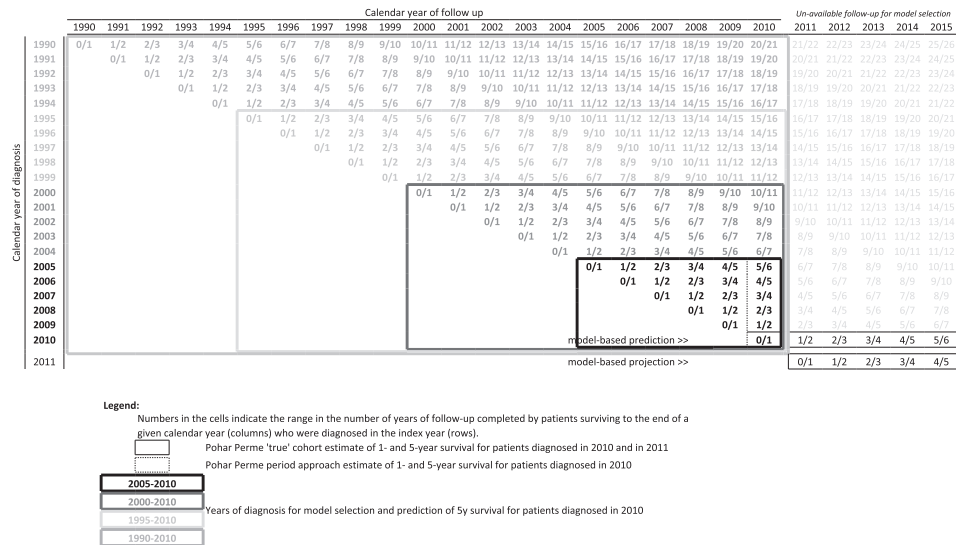 Calendar year of follow up
Un-available follow-up for model selection
1990 1991 1992 1993 1994 1995 1996 1997 1998 1999 2000 2001 2002 2003 2004 2005 2006 2007 2008 2009 2010 2011 2012 2013 2014 2015
Calendar year of diagnosis
1990 0/1 1/2 2/3 3/4 4/5 5/6 6/7 7/8 8/9 9/10 10/11 11/12 12/13 13/14 14/15 15/16 16/17 17/18 18/19 19/20 20/21 21/22 22/23 23/24 24/25 25/26
1991 0/1 1/2 2/3 3/4 4/5 5/6 6/7 7/8 8/9 9/10 10/11 11/12 12/13 13/14 14/15 15/16 16/17 17/18 18/19 19/20 20/21 21/22 22/23 23/24 24/25
1992 0/1 1/2 2/3 3/4 4/5 5/6 6/7 7/8 8/9 9/10 10/11 11/12 12/13 13/14 14/15 15/16 16/17 17/18 18/19 19/20 20/21 21/22 22/23 23/24
1993 0/1 1/2 2/3 3/4 4/5 5/6 6/7 7/8 8/9 9/10 10/11 11/12 12/13 13/14 14/15 15/16 16/17 17/18 18/19 19/20 20/21 21/22 22/23
1994 0/1 1/2 2/3 3/4 4/5 5/6 6/7 7/8 8/9 9/10 10/11 11/12 12/13 13/14 14/15 15/16 16/17 17/18 18/19 19/20 20/21 21/22
1995 0/1 1/2 2/3 3/4 4/5 5/6 6/7 7/8 8/9 9/10 10/11 11/12 12/13 13/14 14/15 15/16 16/17 17/18 18/19 19/20 20/21
1996 0/1 1/2 2/3 3/4 4/5 5/6 6/7 7/8 8/9 9/10 10/11 11/12 12/13 13/14 14/15 15/16 16/17 17/18 18/19 19/20
1997 0/1 1/2 2/3 3/4 4/5 5/6 6/7 7/8 8/9 9/10 10/11 11/12 12/13 13/14 14/15 15/16 16/17 17/18 18/19
1998 0/1 1/2 2/3 3/4 4/5 5/6 6/7 7/8 8/9 9/10 10/11 11/12 12/13 13/14 14/15 15/16 16/17 17/18
1999 0/1 1/2 2/3 3/4 4/5 5/6 6/7 7/8 8/9 9/10 10/11 11/12 12/13 13/14 14/15 15/16 16/17
2000 0/1 1/2 2/3 3/4 4/5 5/6 6/7 7/8 8/9 9/10 10/11 11/12 12/13 13/14 14/15 15/16
2001 0/1 1/2 2/3 3/4 4/5 5/6 6/7 7/8 8/9 9/10 10/11 11/12 12/13 13/14 14/15
2002 0/1 1/2 2/3 3/4 4/5 5/6 6/7 7/8 8/9 9/10 10/11 11/12 12/13 13/14
2003 0/1 1/2 2/3 3/4 4/5 5/6 6/7 7/8 8/9 9/10 10/11 11/12 12/13
2004 0/1 1/2 2/3 3/4 4/5 5/6 6/7 7/8 8/9 9/10 10/11 11/12
2005 0/1 1/2 2/3 3/4 4/5 5/6 6/7 7/8 8/9 9/10 10/11
2006 0/1 1/2 2/3 3/4 4/5 5/6 6/7 7/8 8/9 9/10
2007 0/1 1/2 2/3 3/4 4/5 5/6 6/7 7/8 8/9
2008 0/1 1/2 2/3 3/4 4/5 5/6 6/7 7/8
2009 0/1 1/2 2/3 3/4 4/5 5/6 6/7
2010 model-based prediction >> 0/1 1/2 2/3 3/4 4/5 5/6
2011 model-based projection >> 0/1 1/2 2/3 3/4 4/5
Legend:
Numbers in the cells indicate the range in the number of years of follow-up completed by patients surviving to the end of a
given calendar year (columns) who were diagnosed in the index year (rows).
Pohar Perme 'true' cohort estimate of 1- and 5-year survival for patients diagnosed in 2010 and in 2011
Pohar Perme period approach estimate of 1- and 5-year survival for patients diagnosed in 2010
2005-2010
2000-2010
Years of diagnosis for model selection and prediction of 5y survival for patients diagnosed in 2010
1995-2010
1990-2010